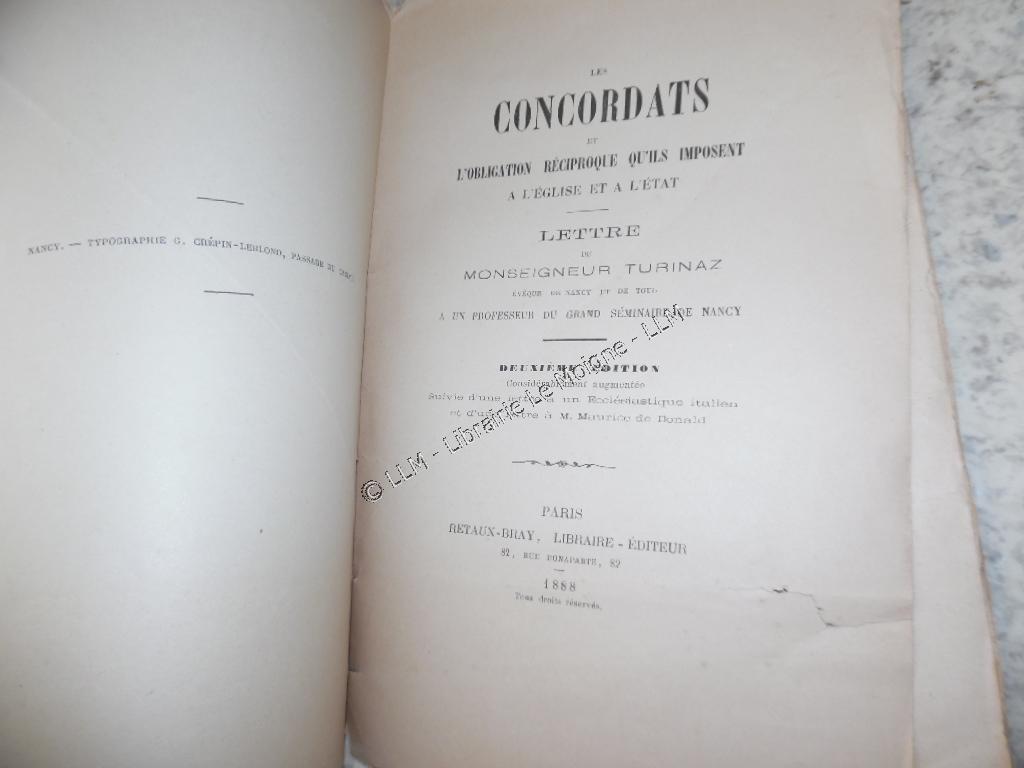 NANCY. — TYPOGRAPHIE G. CRÉPIN-LEBLOND, PASSAGE DU
LES
CONCORDATS
ET
L'OBLIGATION RÉCIPROQUE QU'ILS IMPOSENT
A L'ÉGLISE ET A L'ÉTAT
LETTRE
DE
MONSEIGNEUR TURINAZ
ÉVÊQUE DE NANCY ET DE TOUL
A UN PROFESSEUR DU GRAND SÉMINAIRE DE NANCY
DEUXIÈME ÉDITION
Considérablement augmentée
Suivie d'une à un Ecclésiastique italien
et d'une à M. Maurice de Bonald
© LLM - Librairie Le Moigne - LLM
PARIS
RETAUX-BRAY, LIBRAIRE-ÉDITEUR
82, RUE BONAPARTE, 82
1888
Tous droits réservés.